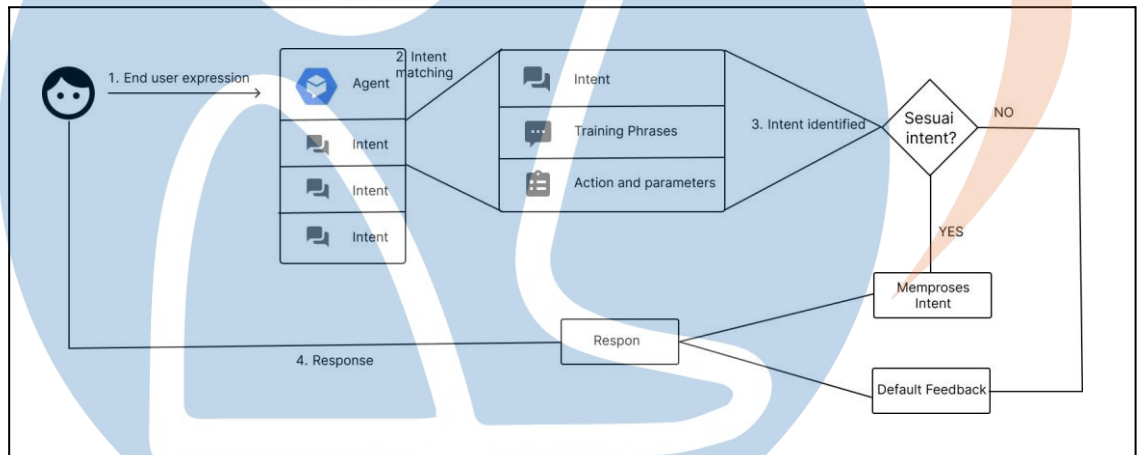 1. End user expression
Agent
Intent
Intent
Intent
2. Intent
matching
Intent
Training Phrases
Action and parameters
3. Intent identified
Sesuai
intent?
NO
YES
Memproses
Intent
Default Feedback
Respon
4. Response